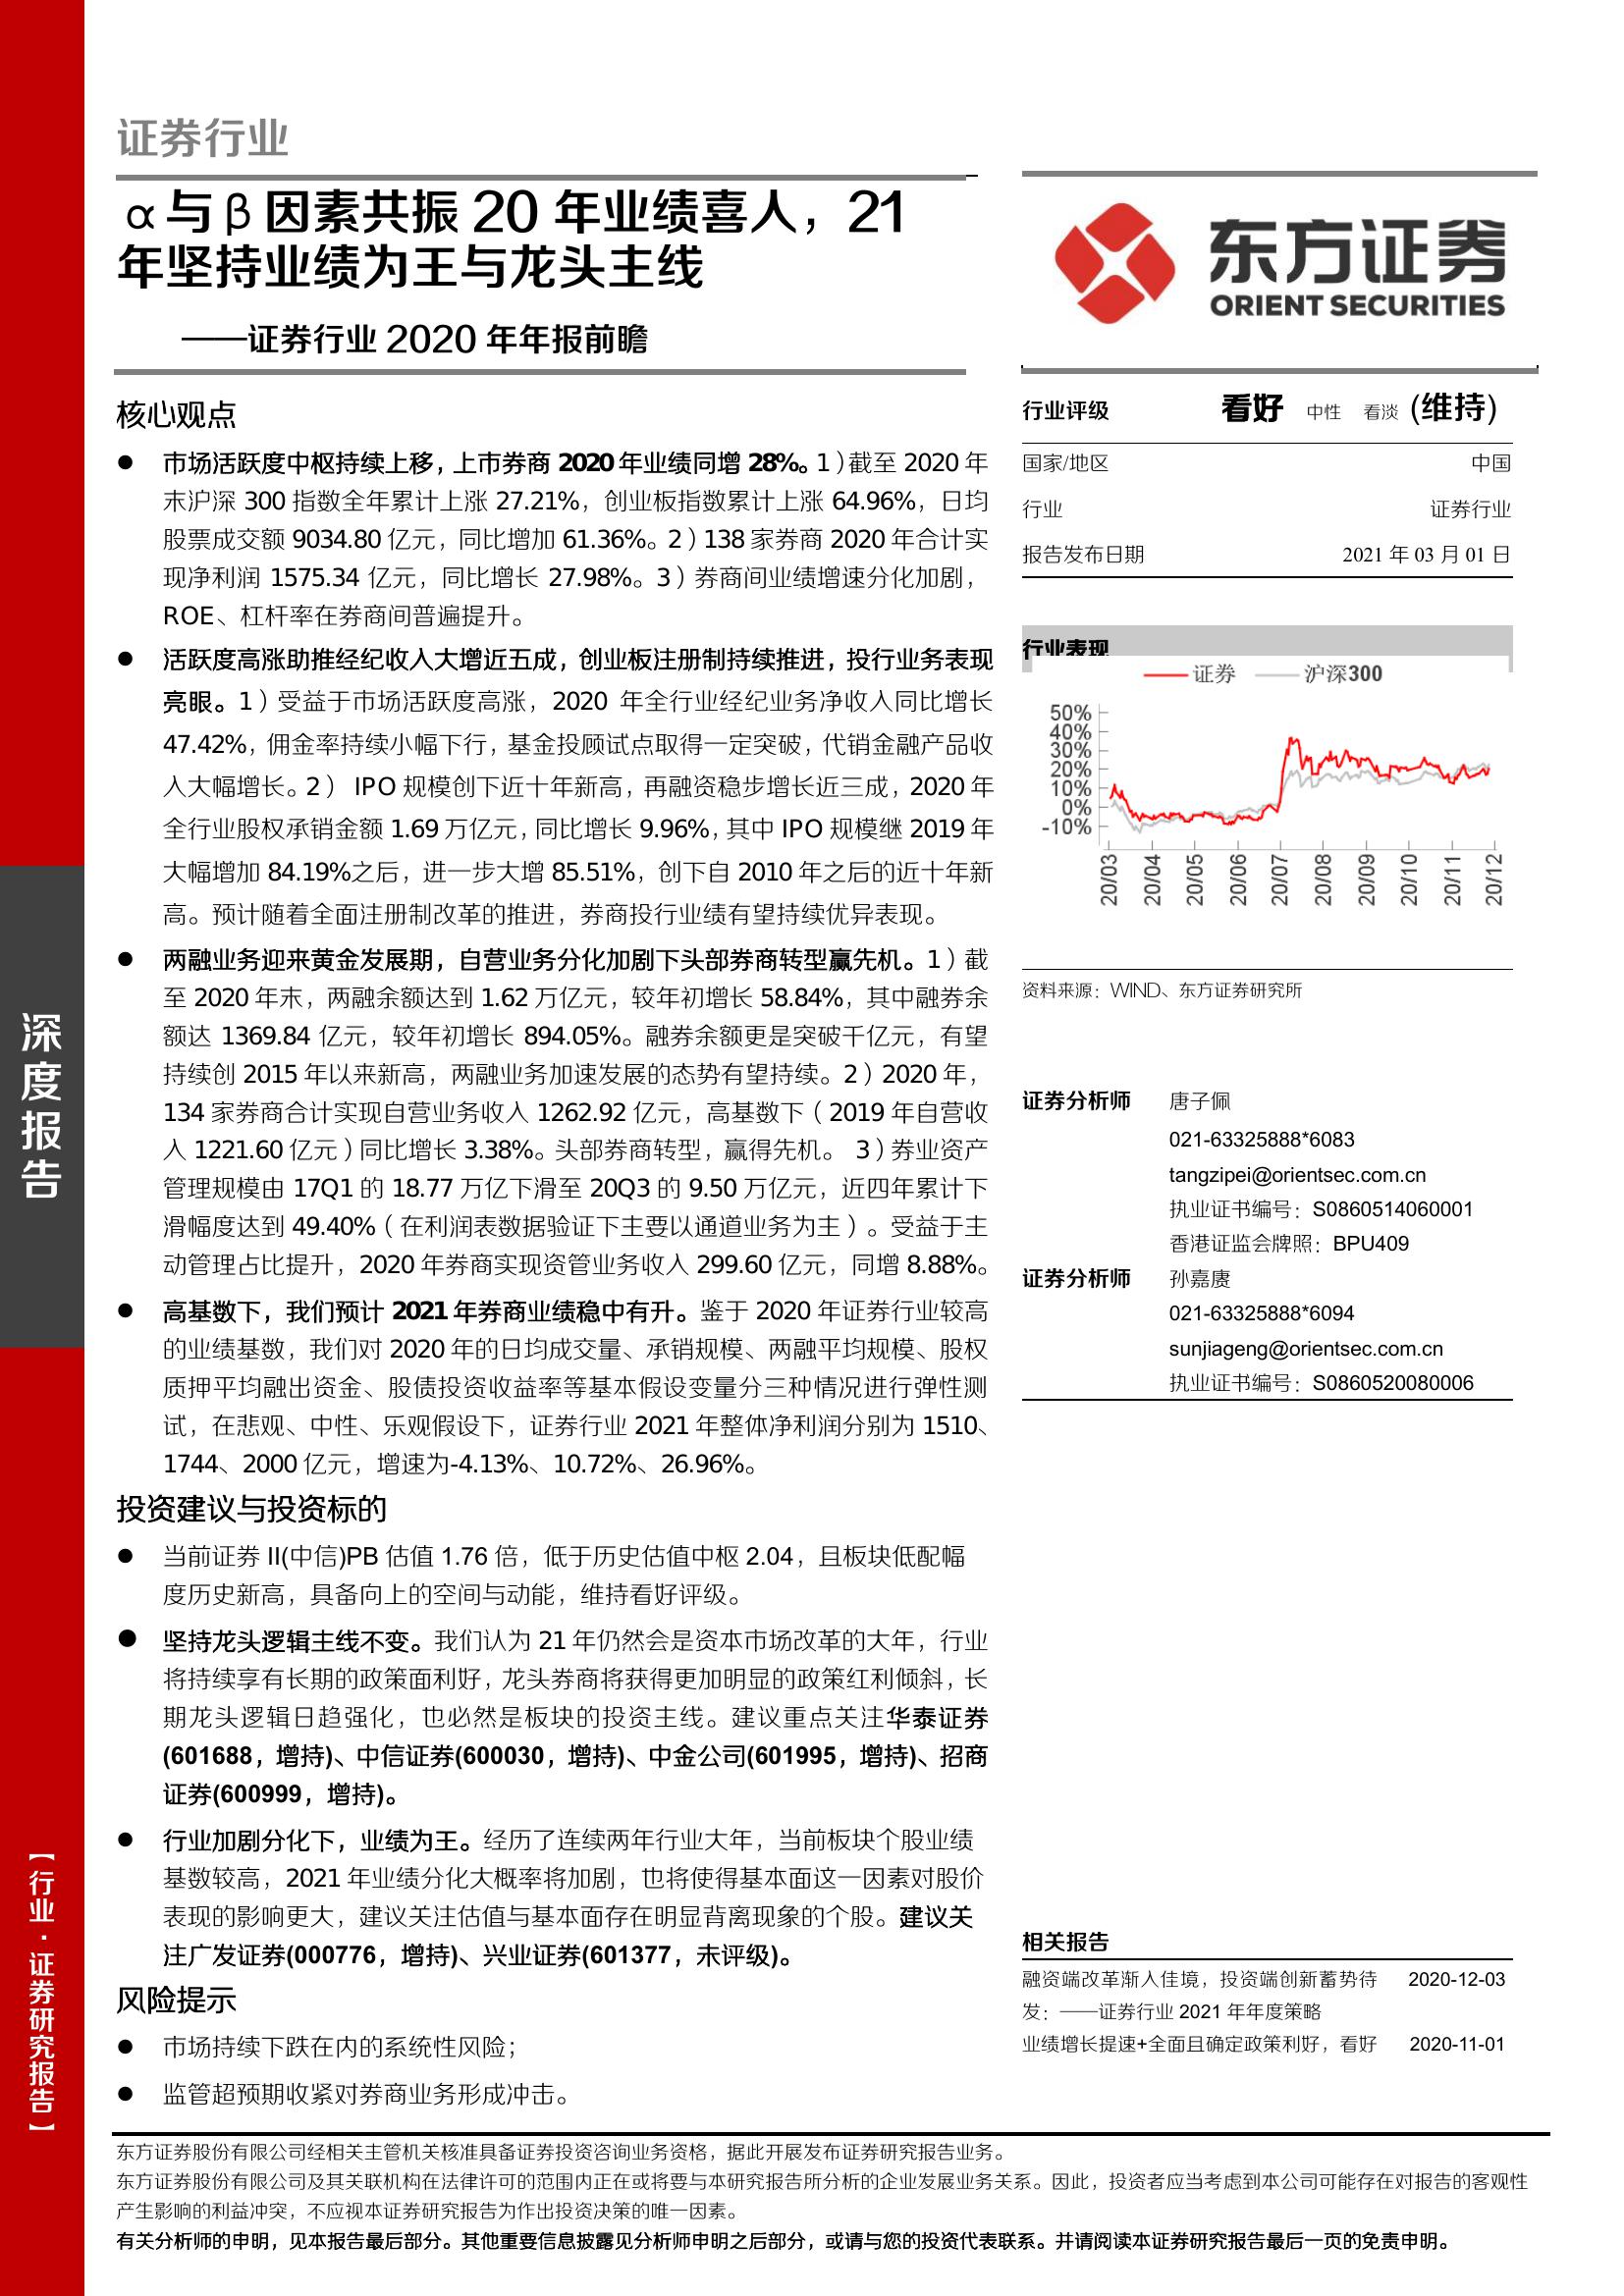 证券行业
α与β因素共振 20 年业绩喜人，21
年坚持业绩为王与龙头主线
——证券行业 2020 年年报前瞻
核心观点
● 市场活跃度中枢持续上移，上市券商 2020 年业绩同增 28%。1）截至 2020 年
末沪深 300 指数全年累计上涨 27.21%，创业板指数累计上涨 64.96%，日均
股票成交额 9034.80 亿元，同比增加 61.36%。2）138 家券商 2020 年合计实
现净利润 1575.34 亿元，同比增长 27.98%。3）券商间业绩增速分化加剧，
ROE、杠杆率在券商间普遍提升。
● 活跃度高涨助推经纪收入大增近五成，创业板注册制持续推进，投行业务表现
亮眼。1）受益于市场活跃度高涨，2020 年全行业经纪业务净收入同比增长
47.42%，佣金率持续小幅下行，基金投顾试点取得一定突破，代销金融产品收
入大幅增长。2） IPO 规模创下近十年新高，再融资稳步增长近三成，2020 年
全行业股权承销金额 1.69 万亿元，同比增长 9.96%，其中 IPO 规模继 2019 年
大幅增加 84.19%之后，进一步大增 85.51%，创下自 2010 年之后的近十年新
高。预计随着全面注册制改革的推进，券商投行业绩有望持续优异表现。
● 两融业务迎来黄金发展期，自营业务分化加剧下头部券商转型赢先机。1）截
至 2020 年末，两融余额达到 1.62 万亿元，较年初增长 58.84%，其中融券余
额达 1369.84 亿元，较年初增长 894.05%。融券余额更是突破千亿元，有望
持续创 2015 年以来新高，两融业务加速发展的态势有望持续。2）2020 年，
134 家券商合计实现自营业务收入 1262.92 亿元，高基数下（2019 年自营收
入 1221.60 亿元）同比增长 3.38%。头部券商转型，赢得先机。 3）券业资产
管理规模由 17Q1 的 18.77 万亿下滑至 20Q3 的 9.50 万亿元，近四年累计下
滑幅度达到 49.40%（在利润表数据验证下主要以通道业务为主）。受益于主
动管理占比提升，2020 年券商实现资管业务收入 299.60 亿元，同增 8.88%。
● 高基数下，我们预计 2021 年券商业绩稳中有升。鉴于 2020 年证券行业较高
的业绩基数，我们对 2020 年的日均成交量、承销规模、两融平均规模、股权
质押平均融出资金、股债投资收益率等基本假设变量分三种情况进行弹性测
试，在悲观、中性、乐观假设下，证券行业 2021 年整体净利润分别为 1510、
1744、2000 亿元，增速为-4.13%、10.72%、26.96%。
投资建议与投资标的
● 当前证券 II(中信)PB 估值 1.76 倍，低于历史估值中枢 2.04，且板块低配幅
度历史新高，具备向上的空间与动能，维持看好评级。
● 坚持龙头逻辑主线不变。我们认为 21 年仍然会是资本市场改革的大年，行业
将持续享有长期的政策面利好，龙头券商将获得更加明显的政策红利倾斜，长
期龙头逻辑日趋强化，也必然是板块的投资主线。建议重点关注华泰证券
(601688，增持)、中信证券(600030，增持)、中金公司(601995，增持)、招商
证券(600999，增持)。
● 行业加剧分化下，业绩为王。经历了连续两年行业大年，当前板块个股业绩
基数较高，2021 年业绩分化大概率将加剧，也将使得基本面这一因素对股价
表现的影响更大，建议关注估值与基本面存在明显背离现象的个股。建议关
注广发证券(000776，增持)、兴业证券(601377，未评级)。
风险提示
● 市场持续下跌在内的系统性风险；
● 监管超预期收紧对券商业务形成冲击。
东方证券
ORIENT SECURITIES
行业评级 看好 中性 看淡 (维持)
国家/地区 中国
行业 证券行业
报告发布日期 2021 年 03 月 01 日
行业表现
证券 沪深300
50%
40%
30%
20%
10%
0%
-10%
20/03 20/04 20/05 20/06 20/07 20/08 20/09 20/10 20/11 20/12
资料来源：WIND、东方证券研究所
证券分析师 唐子佩
021-63325888*6083
tangzipei@orientsec.com.cn
执业证书编号：S0860514060001
香港证监会牌照：BPU409
证券分析师 孙嘉赓
021-63325888*6094
sunjiageng@orientsec.com.cn
执业证书编号：S0860520080006
相关报告
融资端改革渐入佳境，投资端创新蓄势待 2020-12-03
发：——证券行业 2021 年年度策略
业绩增长提速+全面且确定政策利好，看好 2020-11-01
深度报告
【行业·证券研究报告】
东方证券股份有限公司经相关主管机关核准具备证券投资咨询业务资格，据此开展发布证券研究报告业务。
东方证券股份有限公司及其关联机构在法律许可的范围内正在或将要与本研究报告所分析的企业发展业务关系。因此，投资者应当考虑到本公司可能存在对报告的客观性
产生影响的利益冲突，不应视本证券研究报告为作出投资决策的唯一因素。
有关分析师的申明，见本报告最后部分。其他重要信息披露见分析师申明之后部分，或请与您的投资代表联系。并请阅读本证券研究报告最后一页的免责申明。